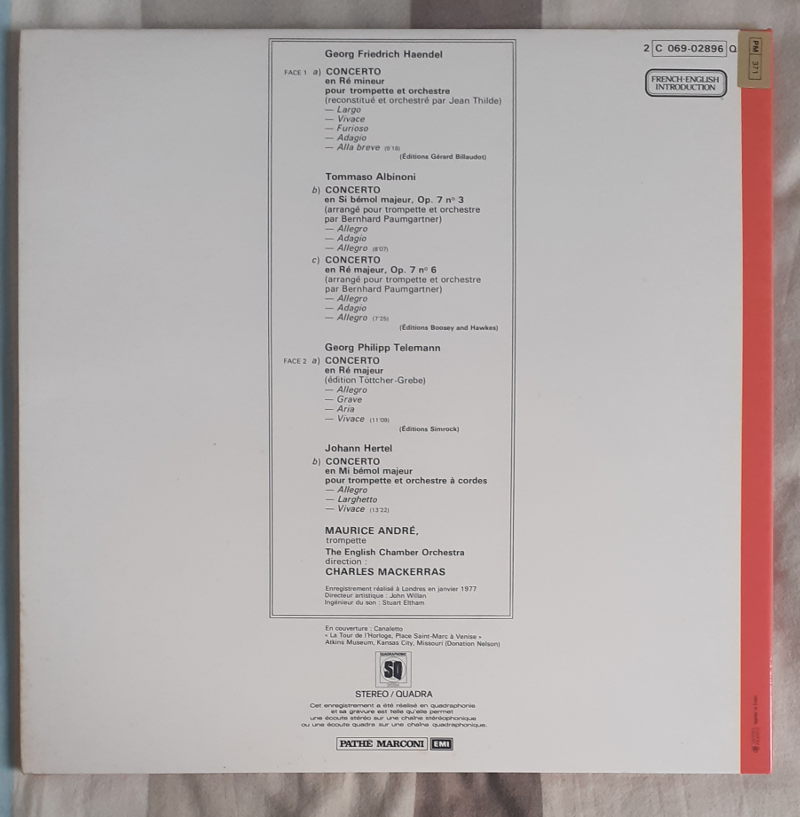 2 C 069-02896 Q
PM
371
FRENCH-ENGLISH
INTRODUCTION
Georg Friedrich Haendel
FACE 1 a) CONCERTO
en Ré mineur
pour trompette et orchestre
(reconstitué et orchestré par Jean Thilde)
— Largo
— Vivace
— Furioso
— Adagio
— Alla breve
(Éditions Gérard Billaudot)
Tommaso Albinoni
b) CONCERTO
en Si bémol majeur, Op. 7 nº 3
(arrangé pour trompette et orchestre
par Bernhard Paumgartner)
— Allegro
— Adagio
— Allegro (8'07)
c) CONCERTO
en Ré majeur, Op. 7 nº 6
(arrangé pour trompette et orchestre
par Bernhard Paumgartner)
— Allegro
— Adagio
— Allegro (7'25)
(Éditions Boosey and Hawkes)
Georg Philipp Telemann
FACE 2 a) CONCERTO
en Ré majeur
(édition Töttcher-Grebe)
— Allegro
— Grave
— Aria
— Vivace (11'09)
(Éditions Simrock)
Johann Hertel
b) CONCERTO
en Mi bémol majeur
pour trompette et orchestre à cordes
— Allegro
— Larghetto
— Vivace (13'22)
MAURICE ANDRÉ,
trompette
The English Chamber Orchestra
direction :
CHARLES MACKERRAS
Enregistrement réalisé à Londres en janvier 1977
Directeur artistique : John Willan
Ingénieur du son : Stuart Eltham
En couverture : Canaletto
« La Tour de l'Horloge, Place Saint-Marc à Venise »
Atkins Museum, Kansas City, Missouri (Donation Nelson)
QUADRAPHONIC
SQ
STEREO/QUADRA
Cet enregistrement a été réalisé en quadraphonie
et sa gravure est telle qu'elle permet
une écoute stéréo sur une chaîne stéréophonique
ou une écoute quadra sur une chaîne quadraphonique.
PATHE MARCONI EMI